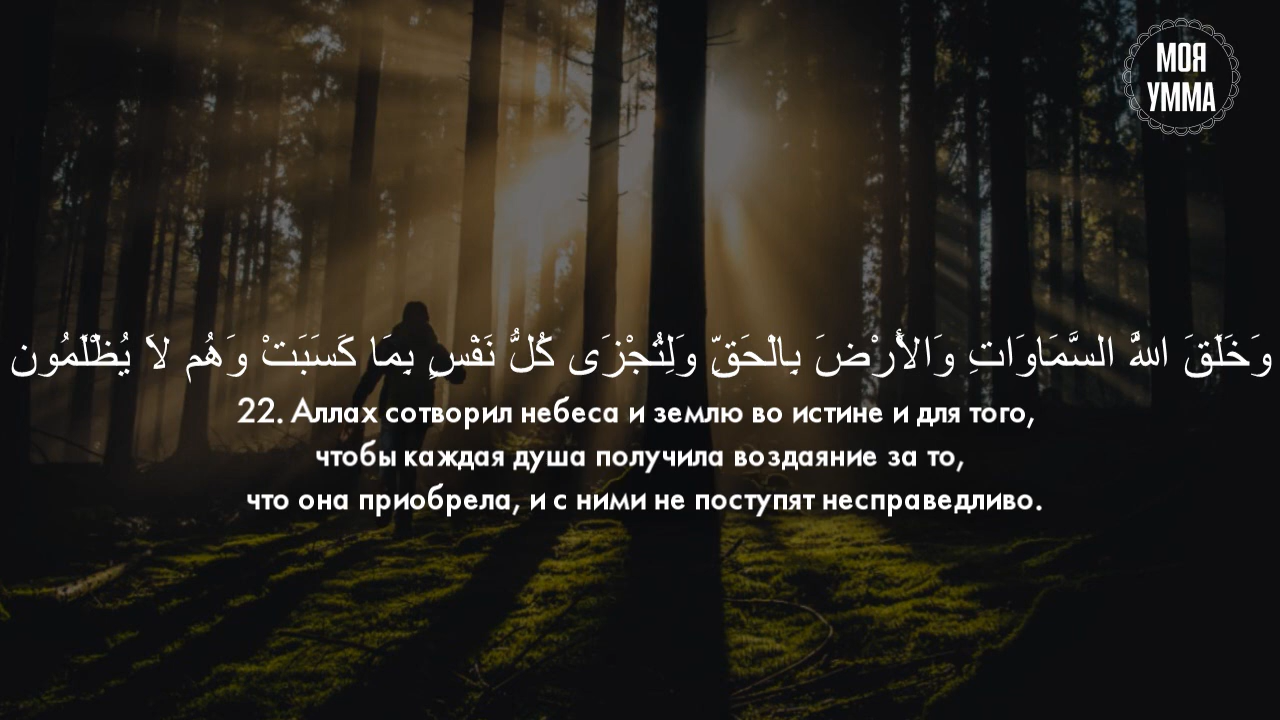 МОЯ
УММА
وَخَلَقَ اللَّهُ السَّمَاوَاتِ وَالأَرْضَ بِالْحَقِّ وَلِتُجْزَى كُلُّ نَفْسٍ بِمَا كَسَبَتْ وَهُم لاَ يُظْلَمُون
22. Аллах сотворил небеса и землю во истине и для того,
чтобы каждая душа получила воздаяние за то,
что она приобрела, и с ними не поступят несправедливо.